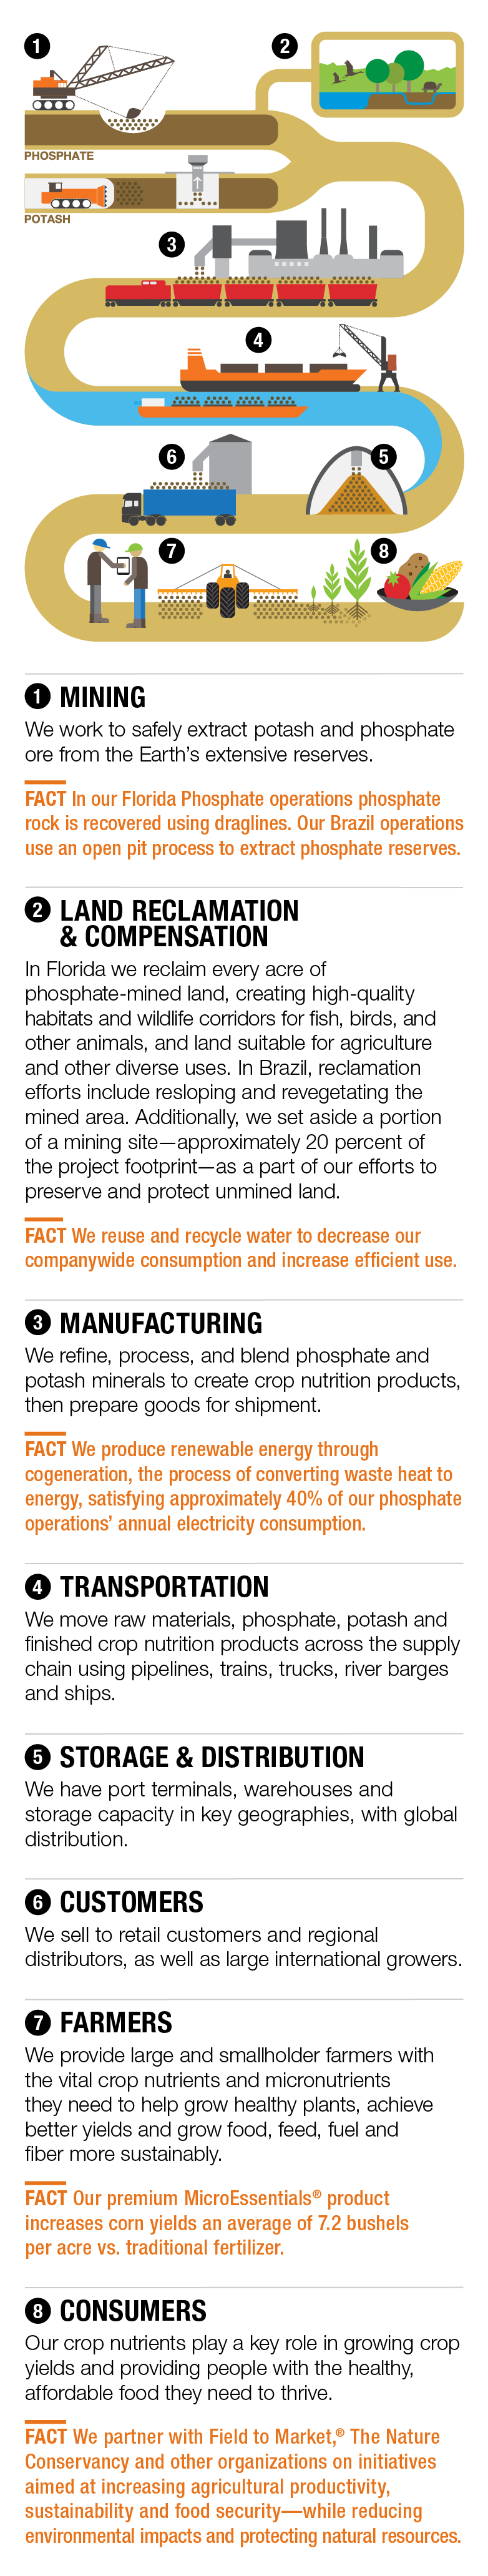 1
2
PHOSPHATE
POTASH
3
4
6
5
7
8
1 MINING
We work to safely extract potash and phosphate
ore from the Earth's extensive reserves.
FACT In our Florida Phosphate operations phosphate
rock is recovered using draglines. Our Brazil operations
use an open pit process to extract phosphate reserves.
2 LAND RECLAMATION
& COMPENSATION
In Florida we reclaim every acre of
phosphate-mined land, creating high-quality
habitats and wildlife corridors for fish, birds, and
other animals, and land suitable for agriculture
and other diverse uses. In Brazil, reclamation
efforts include resloping and revegetating the
mined area. Additionally, we set aside a portion
of a mining site—approximately 20 percent of
the project footprint—as a part of our efforts to
preserve and protect unmined land.
FACT We reuse and recycle water to decrease our
companywide consumption and increase efficient use.
3 MANUFACTURING
We refine, process, and blend phosphate and
potash minerals to create crop nutrition products,
then prepare goods for shipment.
FACT We produce renewable energy through
cogeneration, the process of converting waste heat to
energy, satisfying approximately 40% of our phosphate
operations' annual electricity consumption.
4 TRANSPORTATION
We move raw materials, phosphate, potash and
finished crop nutrition products across the supply
chain using pipelines, trains, trucks, river barges
and ships.
5 STORAGE & DISTRIBUTION
We have port terminals, warehouses and
storage capacity in key geographies, with global
distribution.
6 CUSTOMERS
We sell to retail customers and regional
distributors, as well as large international growers.
7 FARMERS
We provide large and smallholder farmers with
the vital crop nutrients and micronutrients
they need to help grow healthy plants, achieve
better yields and grow food, feed, fuel and
fiber more sustainably.
FACT Our premium MicroEssentials® product
increases corn yields an average of 7.2 bushels
per acre vs. traditional fertilizer.
8 CONSUMERS
Our crop nutrients play a key role in growing crop
yields and providing people with the healthy,
affordable food they need to thrive.
FACT We partner with Field to Market,® The Nature
Conservancy and other organizations on initiatives
aimed at increasing agricultural productivity,
sustainability and food security—while reducing
environmental impacts and protecting natural resources.